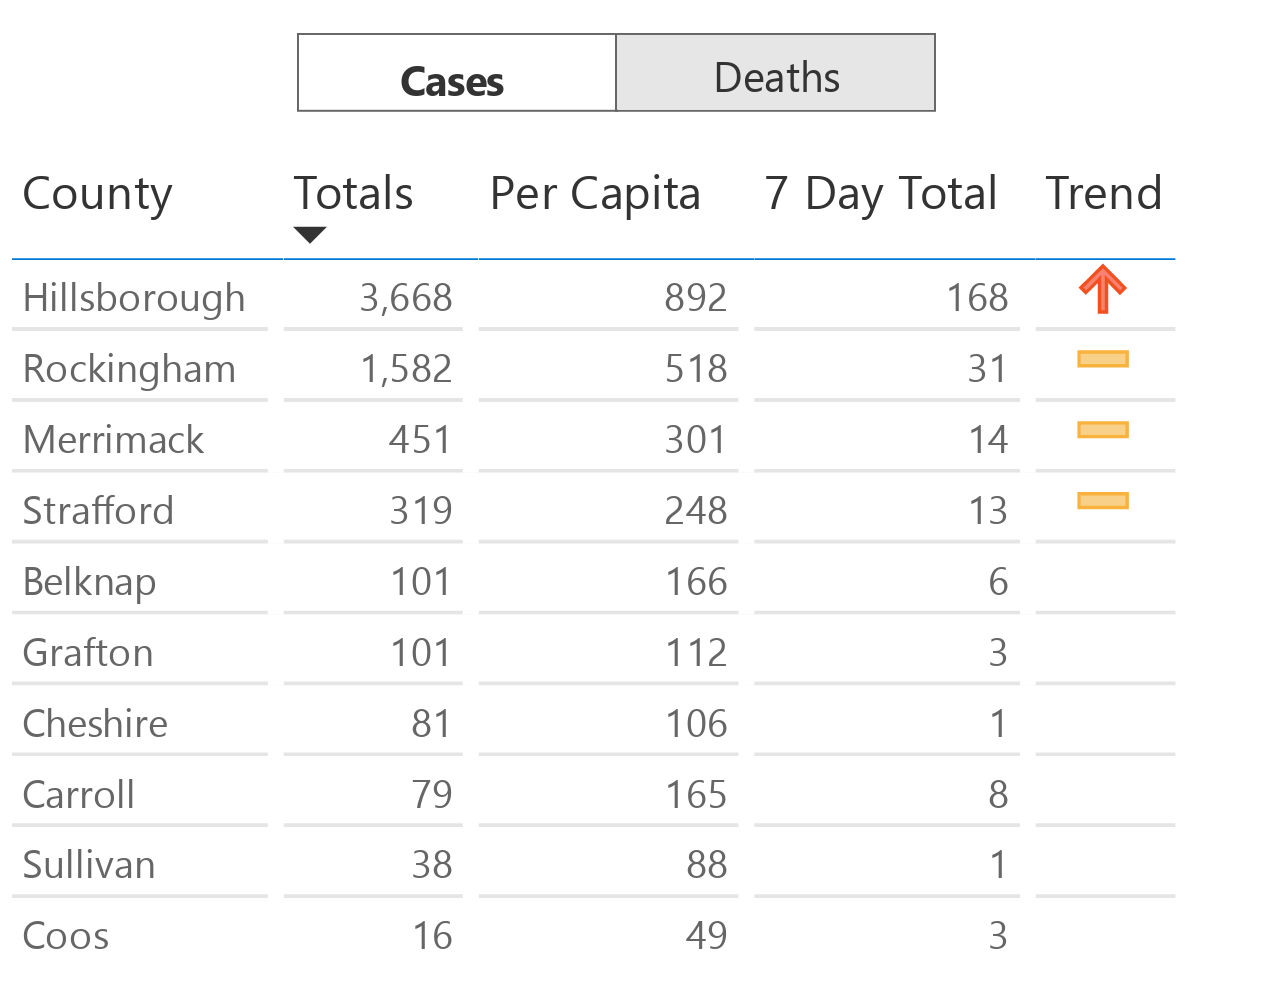 Cases Deaths
County Totals Per Capita 7 Day Total Trend
Hillsborough 3,668 892 168
Rockingham 1,582 518 31
Merrimack 451 301 14
Strafford 319 248 13
Belknap 101 166 6
Grafton 101 112 3
Cheshire 81 106 1
Carroll 79 165 8
Sullivan 38 88 1
Coos 16 49 3